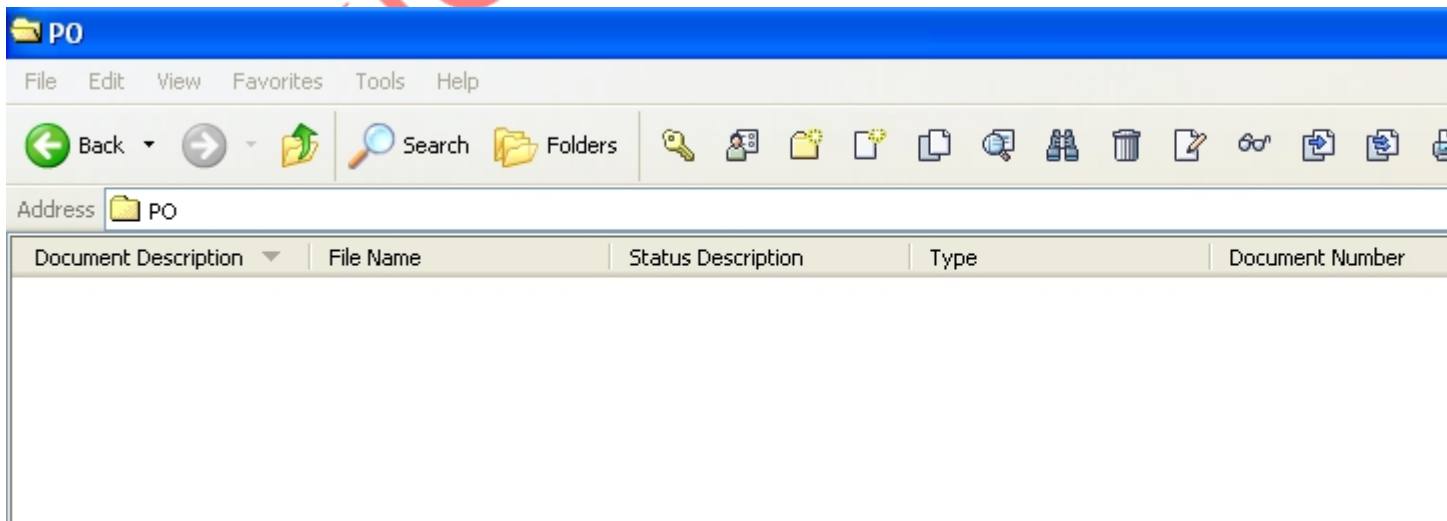 PO
File Edit View Favorites Tools Help
Back Search Folders
Address PO
Document Description File Name Status Description Type Document Number